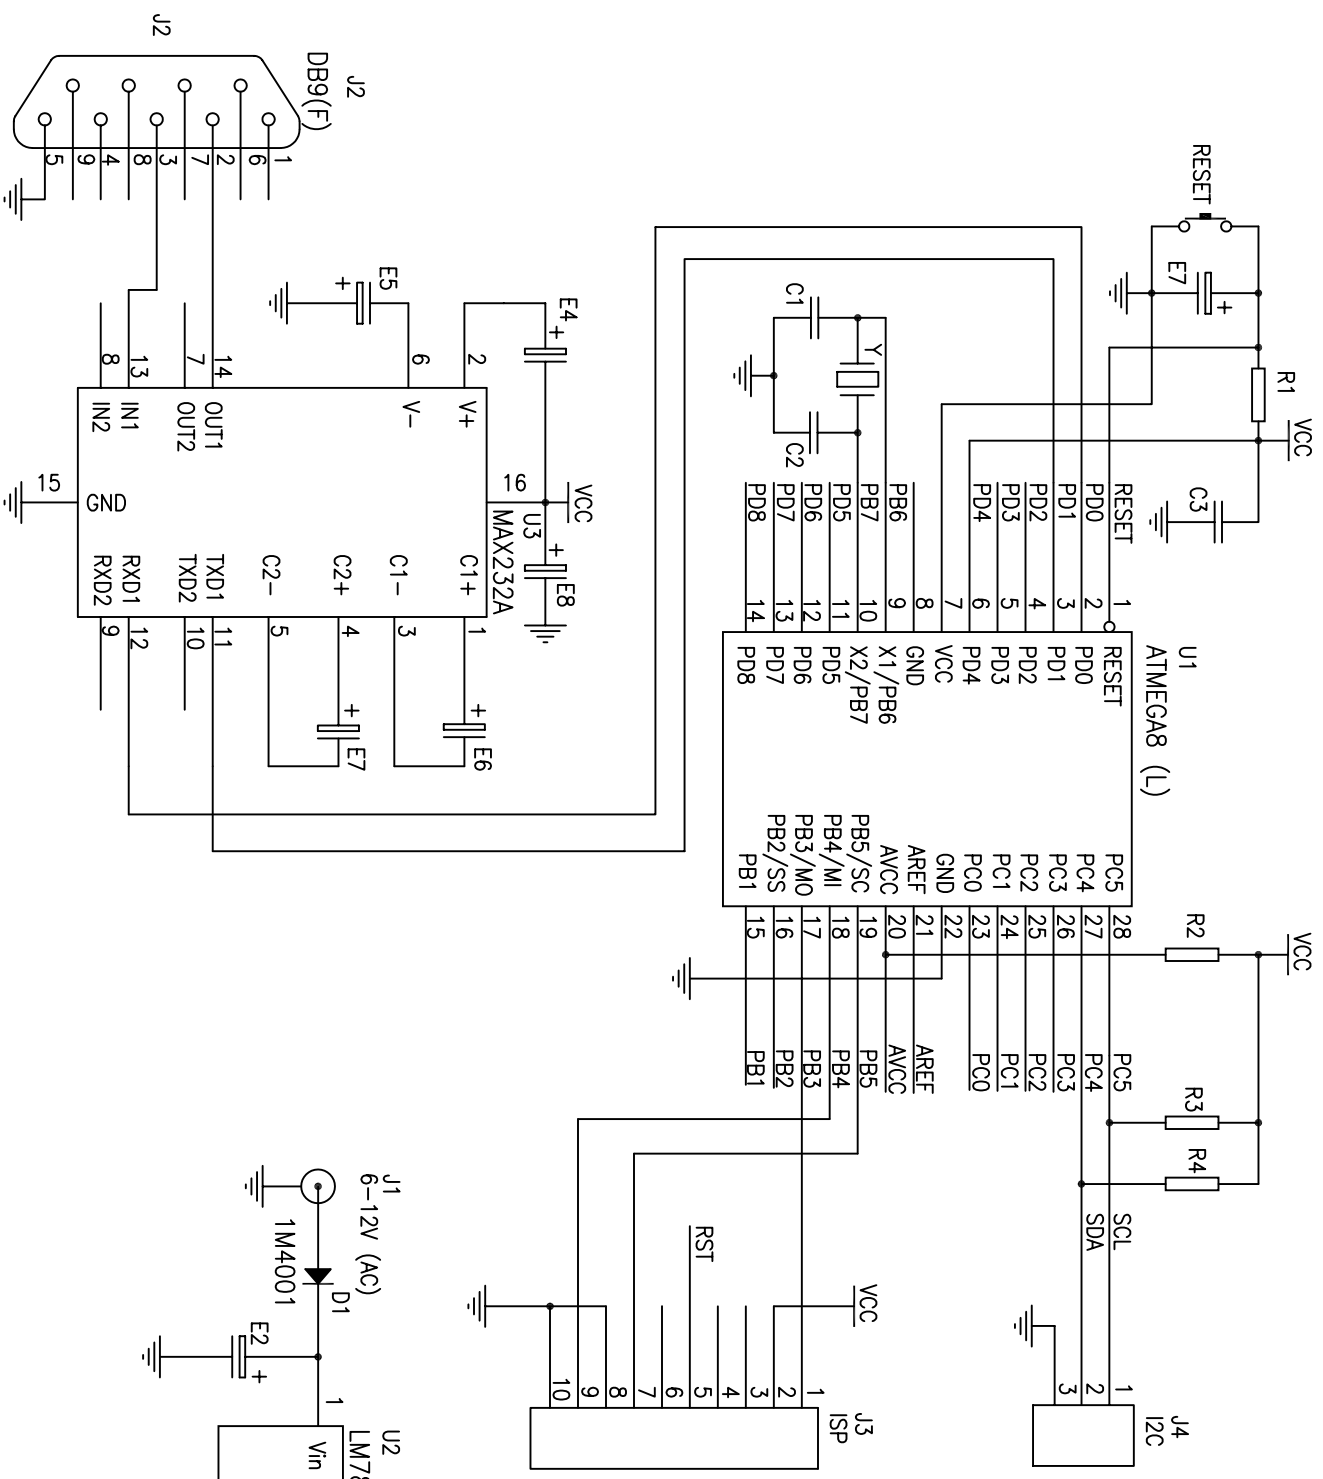 J2
J2
DB9(F)
5
9
4
8
3
7
2
6
1
RESET
E7
+
R1
VCC
C3
C1
Y
C2
E5
+
E4
+
6
2
8
13
7
14
IN2
IN1
OUT2
OUT1
V-
V+
15
GND
16
VCC
U3
MAX232A
+
E8
RXD2
RXD1
TXD2
TXD1
C2-
C2+
C1-
C1+
9
12
10
11
5
4
3
1
+
E7
+
E6
PD8
PD7
PD6
PD5
PB7
PB6
PD4
PD3
PD2
PD1
PD0
RESET
14
13
12
11
10
9
8
7
6
5
4
3
2
1
U1
ATMEGA8 (L)
PD8
PD7
PD6
PD5
X2/PB7
X1/PB6
GND
VCC
PD4
PD3
PD2
PD1
PD0
RESET
PB1
PB2/SS
PB3/MO
PB4/MI
PB5/SC
AVCC
AREF
GND
PC0
PC1
PC2
PC3
PC4
PC5
15
16
17
18
19
20
21
22
23
24
25
26
27
28
R2
VCC
PB1
PB2
PB3
PB4
PB5
AVCC
AREF
PC0
PC1
PC2
PC3
PC4
PC5
R3
R4
SDA
SCL
J1
6-12V (AC)
1M4001
D1
E2
+
1
U2
LM78
Vin
RST
VCC
10
9
8
7
6
5
4
3
2
1
J3
ISP
3
2
1
J4
I2C